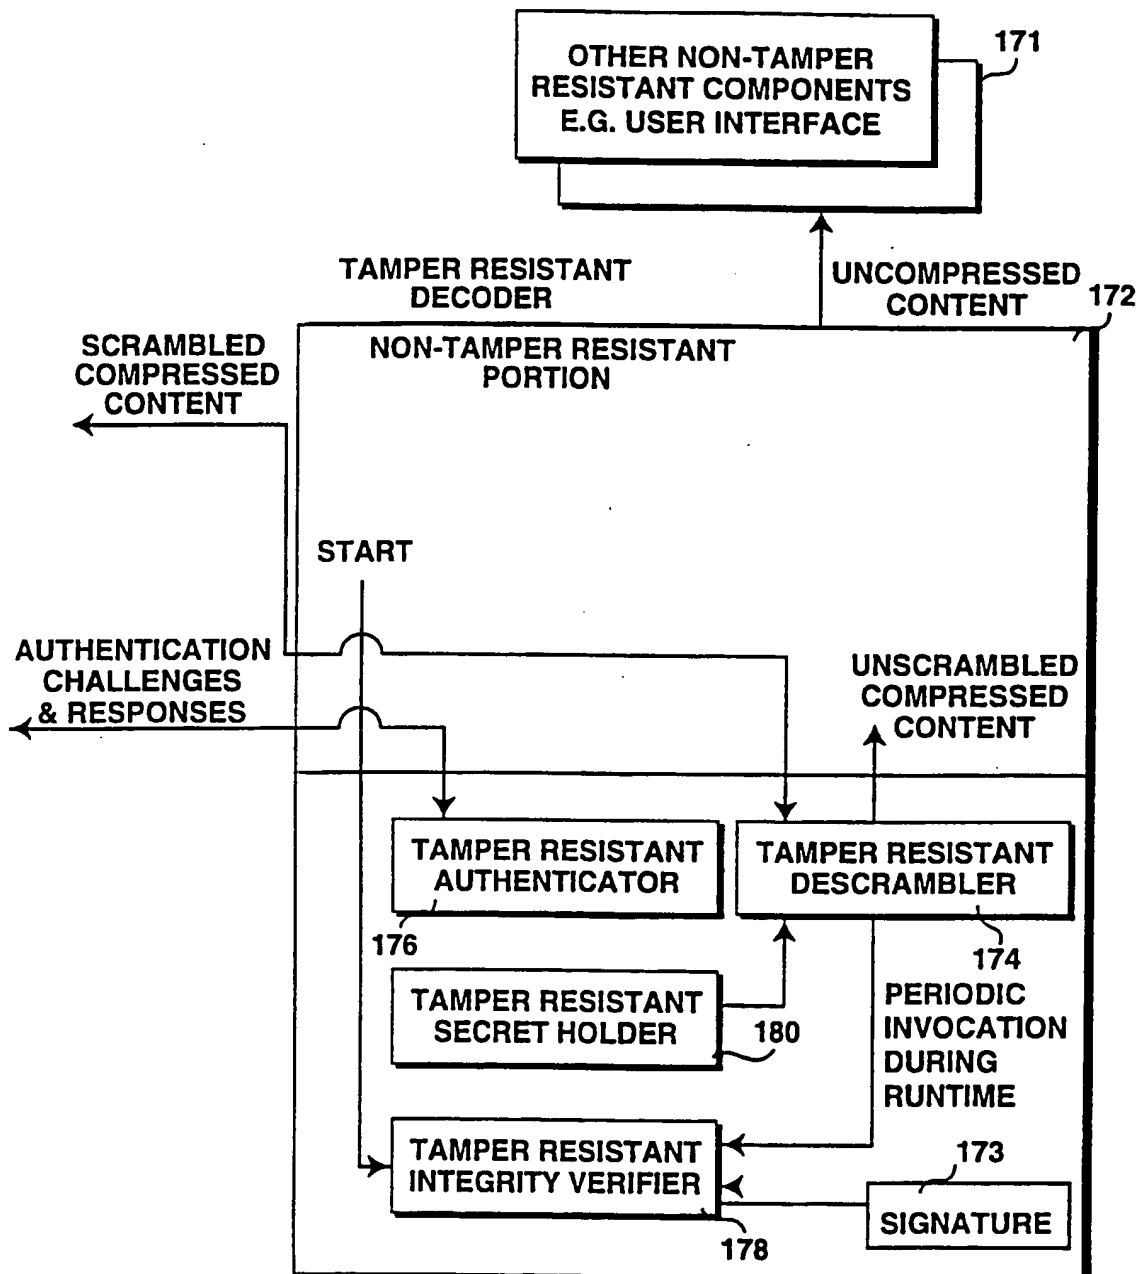 OTHER NON-TAMPER
RESISTANT COMPONENTS
E.G. USER INTERFACE
171
TAMPER RESISTANT
DECODER
UNCOMPRESSED
CONTENT
172
SCRAMBLED
COMPRESSED
CONTENT
NON-TAMPER RESISTANT
PORTION
START
AUTHENTICATION
CHALLENGES
& RESPONSES
UNSCRAMBLED
COMPRESSED
CONTENT
TAMPER RESISTANT
AUTHENTICATOR
176
TAMPER RESISTANT
DESCRAMBLER
174
TAMPER RESISTANT
SECRET HOLDER
180
PERIODIC
INVOCATION
DURING
RUNTIME
TAMPER RESISTANT
INTEGRITY VERIFIER
178
173
SIGNATURE